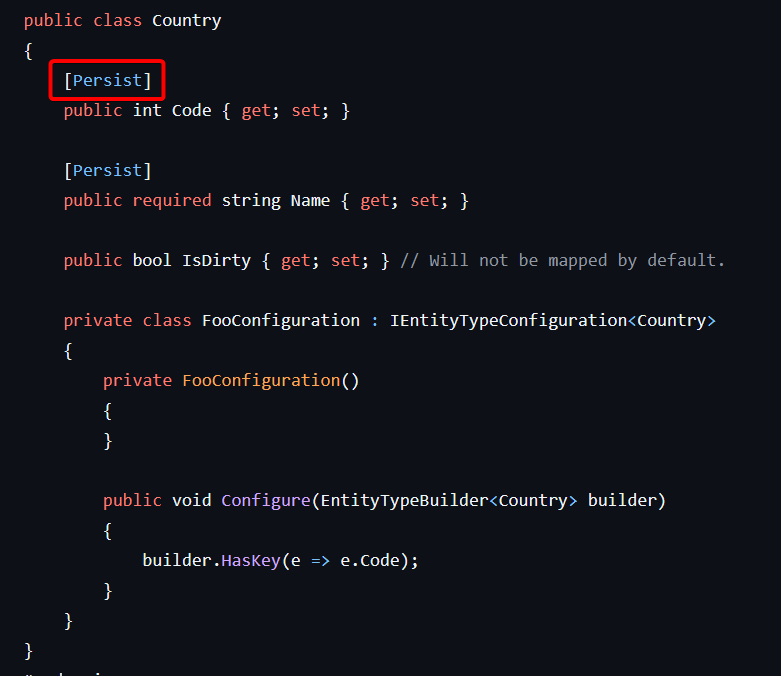 public class Country
{
    [Persist]
    public int Code { get; set; }

    [Persist]
    public required string Name { get; set; }

    public bool IsDirty { get; set; } // Will not be mapped by default.

    private class FooConfiguration : IEntityTypeConfiguration<Country>
    {
        private FooConfiguration()
        {
        }

        public void Configure(EntityTypeBuilder<Country> builder)
        {
            builder.HasKey(e => e.Code);
        }
    }
}